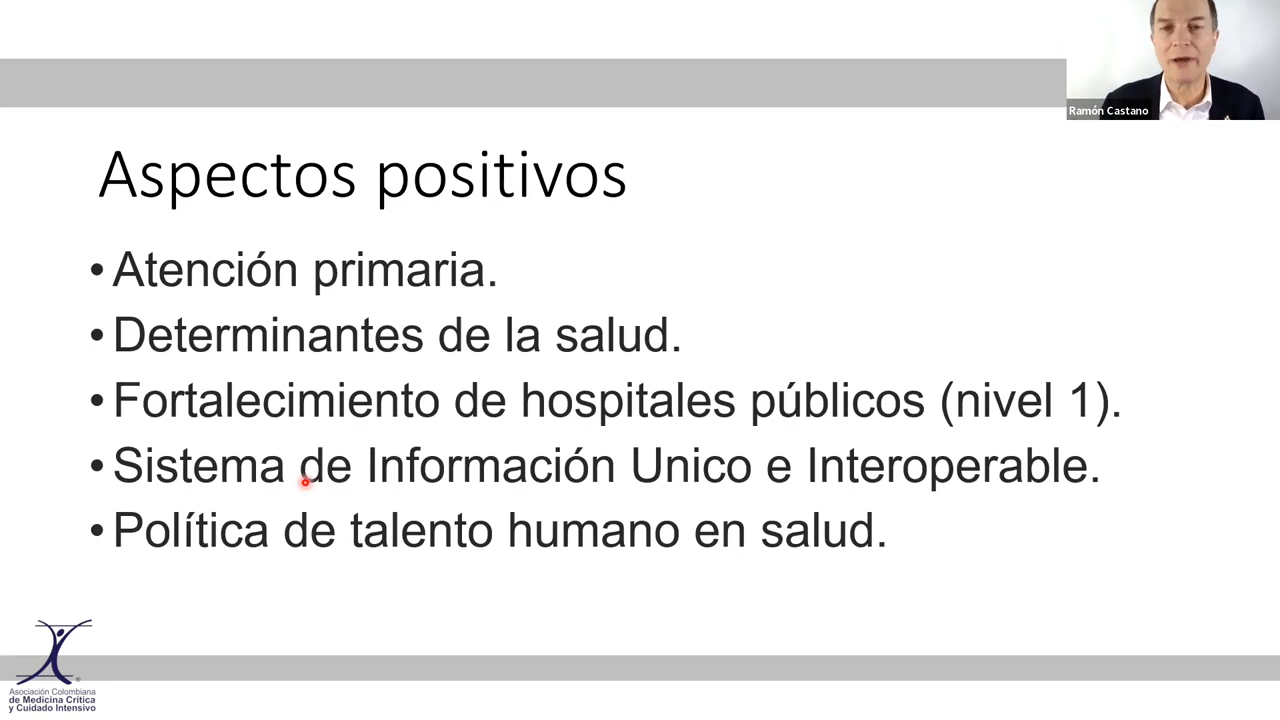 Ramón Castano
Aspectos positivos
• Atención primaria.
• Determinantes de la salud.
• Fortalecimiento de hospitales públicos (nivel 1).
• Sistema de Información Unico e Interoperable.
• Política de talento humano en salud.
Asociación Colombiana
de Medicina Crítica
y Cuidado Intensivo